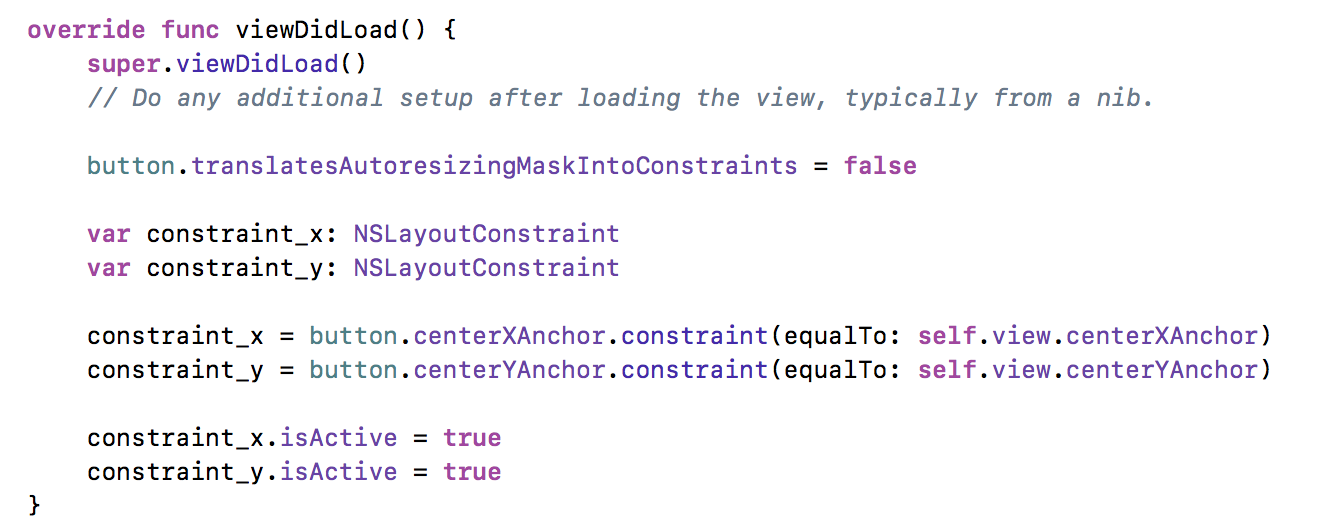 override func viewDidLoad() {
    super.viewDidLoad()
    // Do any additional setup after loading the view, typically from a nib.

    button.translatesAutoresizingMaskIntoConstraints = false

    var constraint_x: NSLayoutConstraint
    var constraint_y: NSLayoutConstraint

    constraint_x = button.centerXAnchor.constraint(equalTo: self.view.centerXAnchor)
    constraint_y = button.centerYAnchor.constraint(equalTo: self.view.centerYAnchor)

    constraint_x.isActive = true
    constraint_y.isActive = true
}